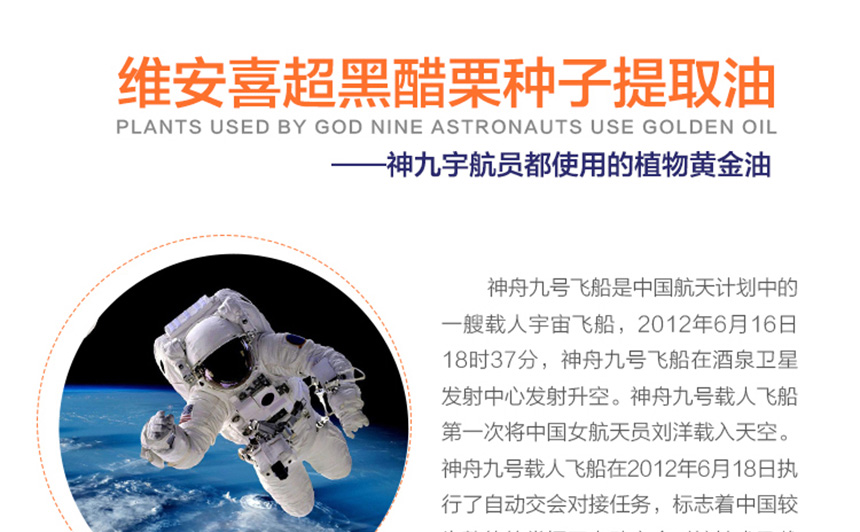 维安喜超黑醋栗种子提取油
PLANTS USED BY GOD NINE ASTRONAUTS USE GOLDEN OIL
——神九宇航员都使用的植物黄金油
神舟九号飞船是中国航天计划中的
一艘载人宇宙飞船，2012年6月16日
18时37分，神舟九号飞船在酒泉卫星
发射中心发射升空。神舟九号载人飞船
第一次将中国女航天员刘洋载入天空。
神舟九号载人飞船在2012年6月18日执
行了自动交会对接任务，标志着中国较